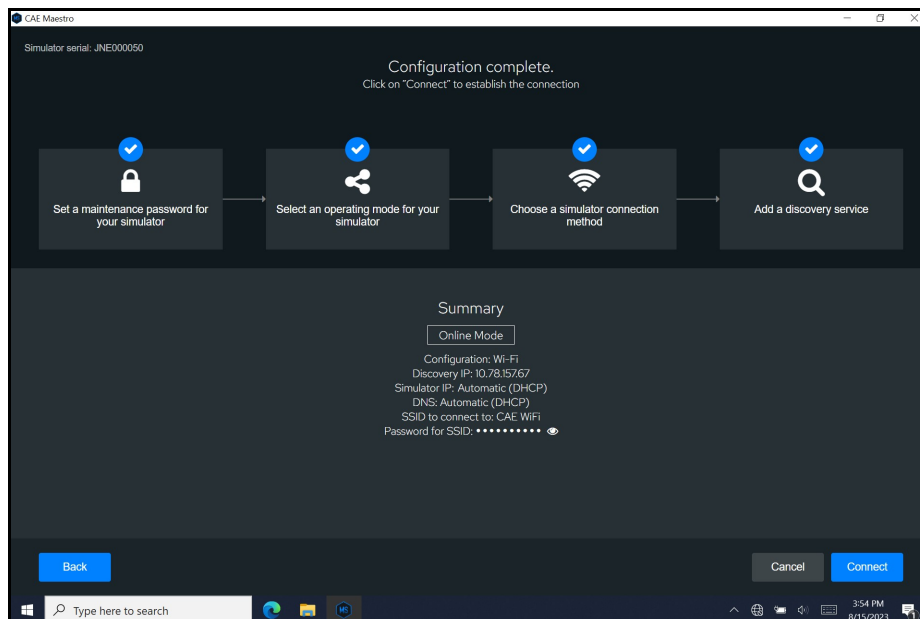 CAE Maestro
Simulator serial: JNE000050
Configuration complete.
Click on "Connect" to establish the connection
Set a maintenance password for
your simulator
Select an operating mode for your
simulator
Choose a simulator connection
method
Add a discovery service
Summary
Online Mode
Configuration: Wi-Fi
Discovery IP: 10.78.157.67
Simulator IP: Automatic (DHCP)
DNS: Automatic (DHCP)
SSID to connect to: CAE WiFi
Password for SSID: ••••••••••
Back
Cancel
Connect
Type here to search
MS
3:54 PM
8/15/2023
1